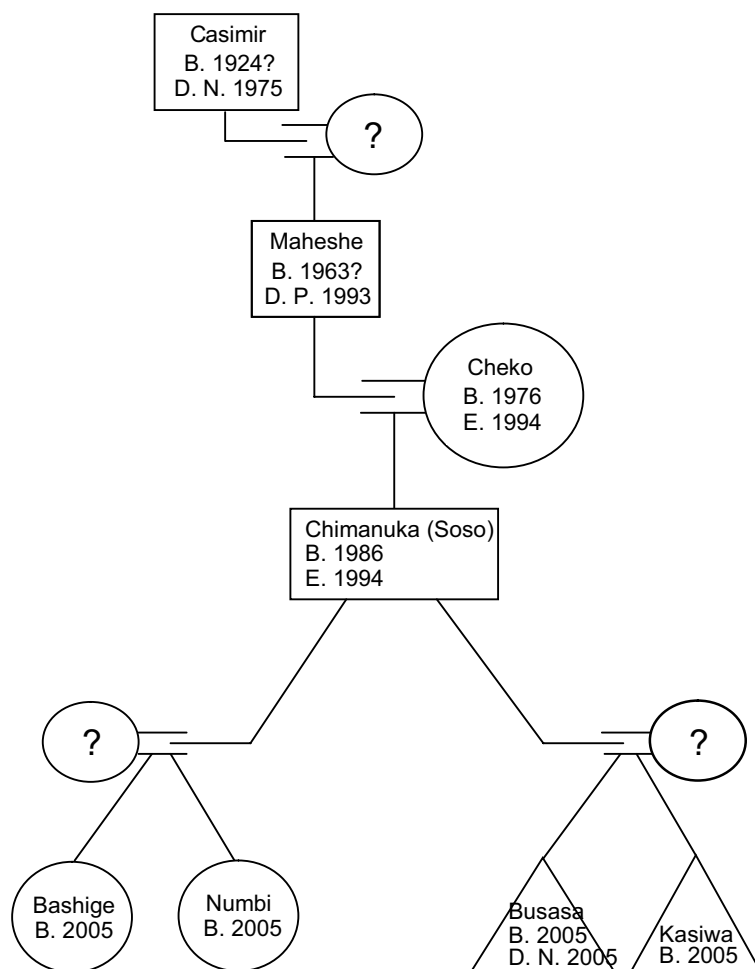 Casimir
B. 1924?
D. N. 1975
?
Maheshe
B. 1963?
D. P. 1993
Cheko
B. 1976
E. 1994
Chimanuka (Soso)
B. 1986
E. 1994
?
?
Bashige
B. 2005
Numbi
B. 2005
Busasa
B. 2005
D. N. 2005
Kasiwa
B. 2005